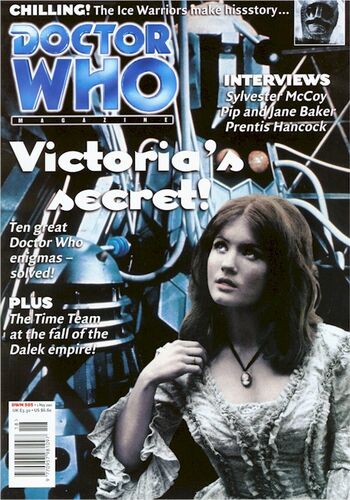 CHILLING! The Ice Warriors make hissstory...
DOCTOR
WHO
MAGAZINE
INTERVIEWS
Sylvester McCoy
Pip and Jane Baker
Prentis Hancock
Victoria's
secret!
Ten great
Doctor Who
enigmas –
solved!
PLUS
The Time Team
at the fall of the
Dalek empire!